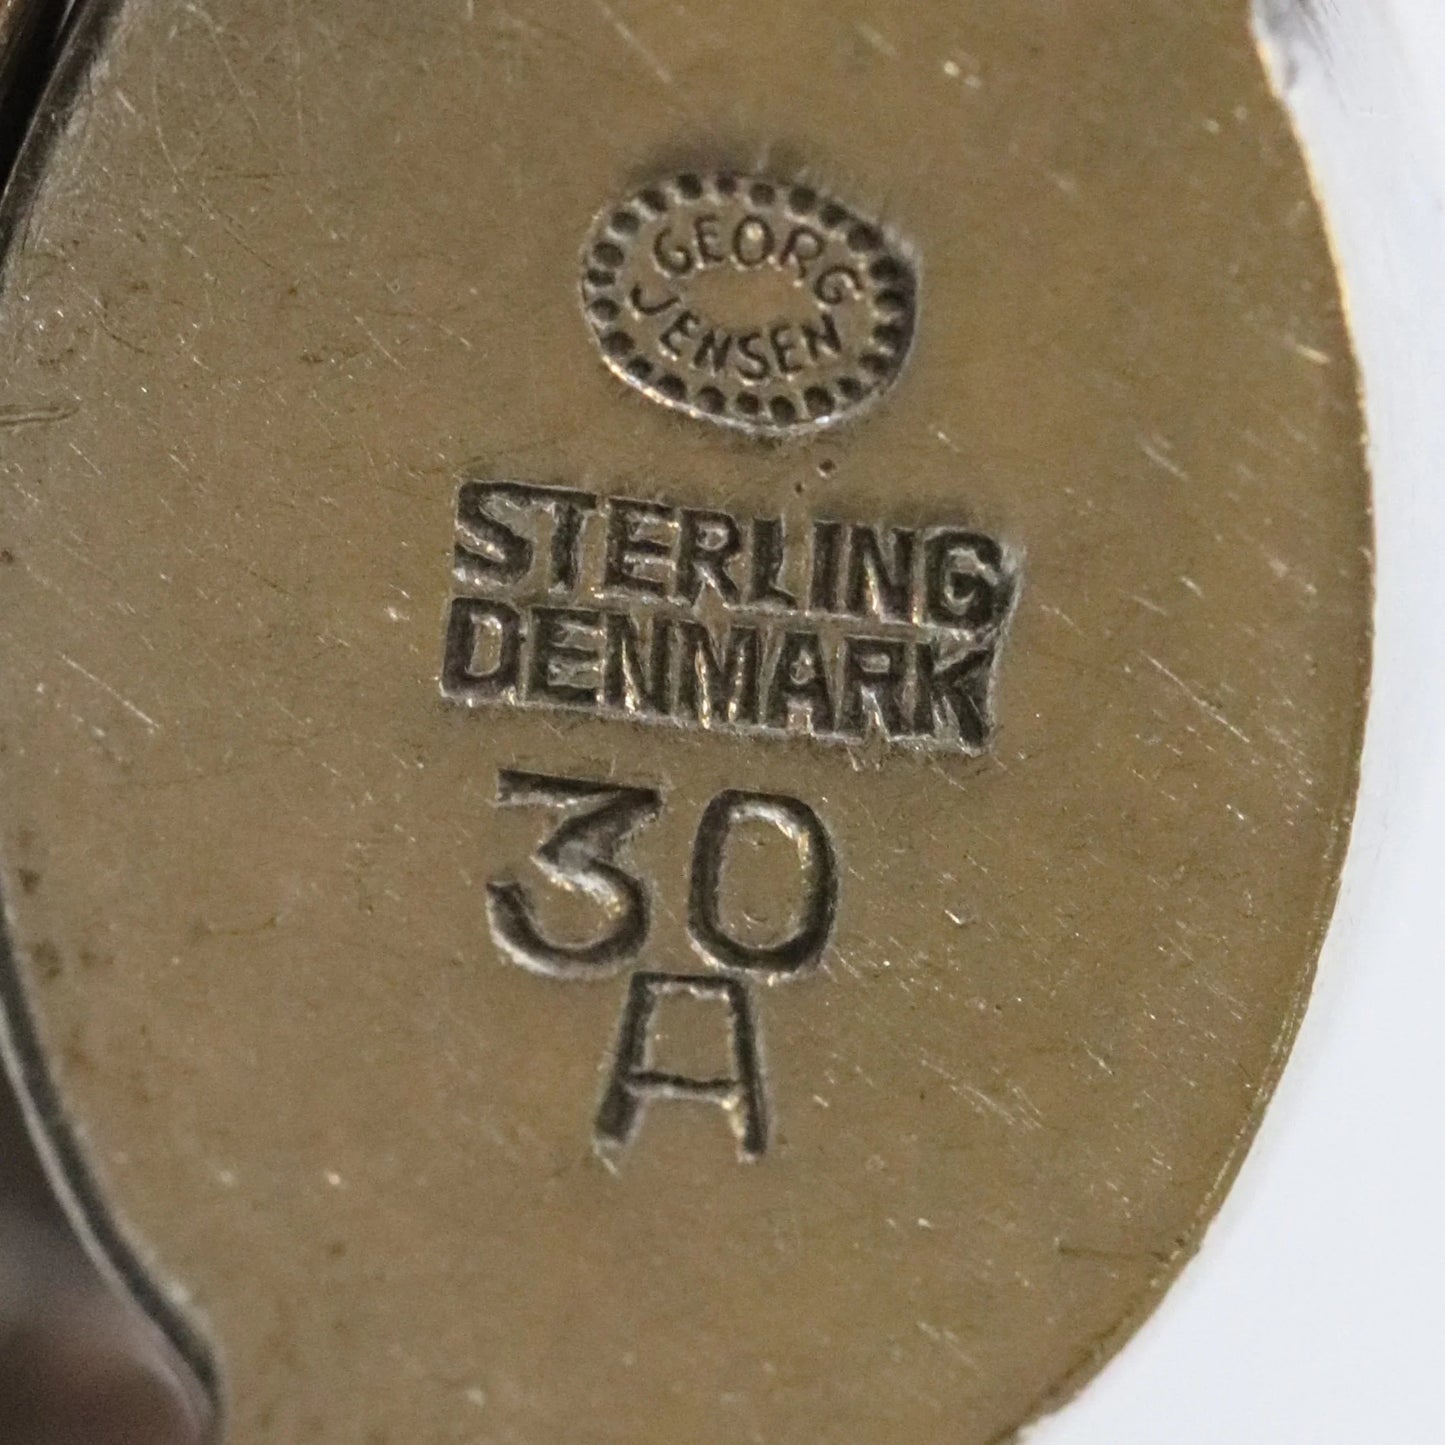 GEORG
JENSEN
STERLING
DENMARK
30
A